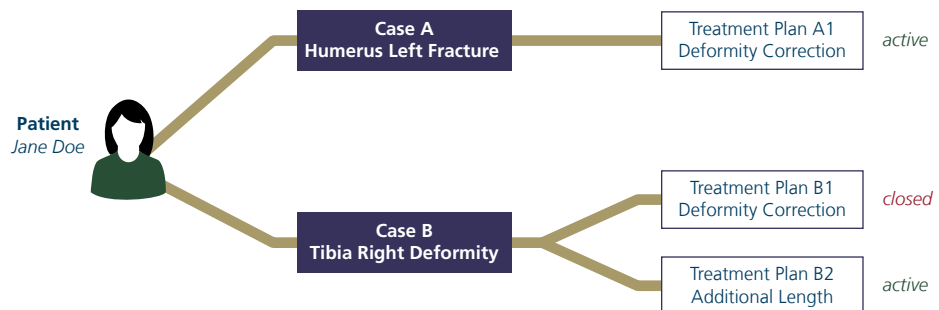 Patient
Jane Doe
Case A
Humerus Left Fracture
Treatment Plan A1
Deformity Correction
active
Case B
Tibia Right Deformity
Treatment Plan B1
Deformity Correction
closed
Treatment Plan B2
Additional Length
active